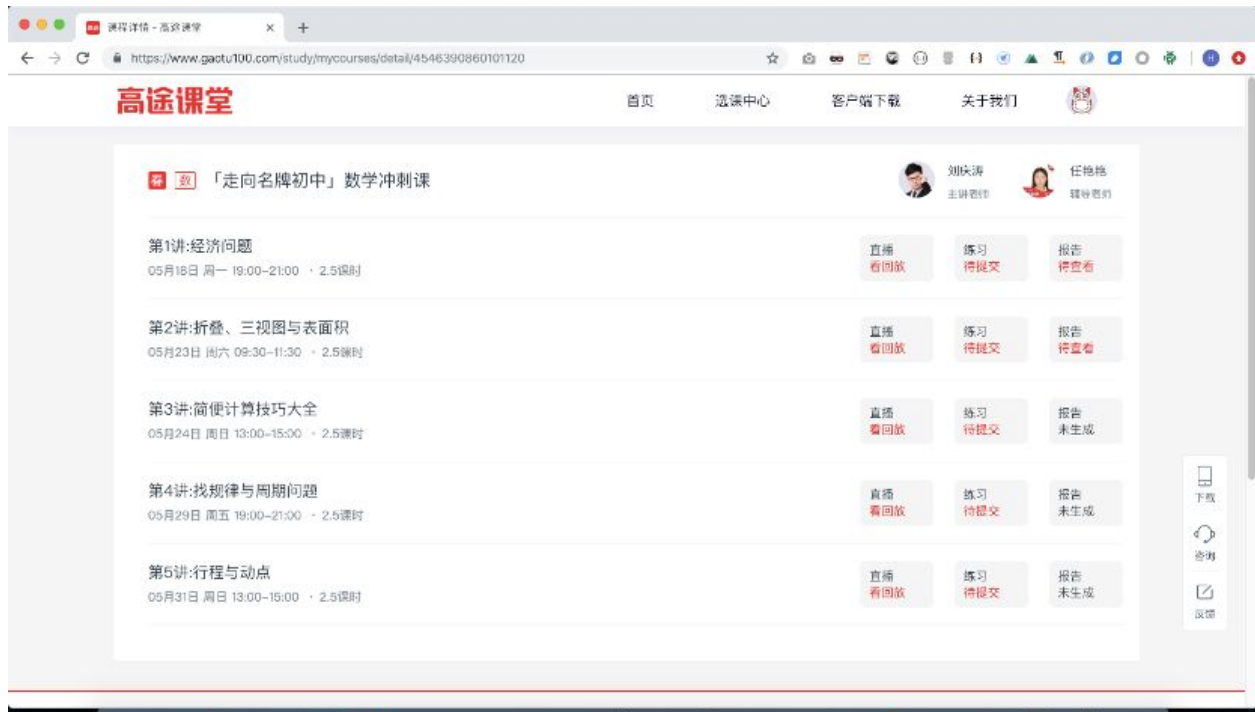 课程详情 - 高途课堂
https://www.gaotu100.com/study/mycourses/detail/4546390860101120
高途课堂
首页 选课中心 客户端下载 关于我们
春 数 「走向名牌初中」数学冲刺课
刘庆涛 任艳艳
主讲老师 辅导老师
第1讲:经济问题
05月18日 周一 19:00-21:00 · 2.5课时
直播 练习 报告
看回放 待提交 待查看
第2讲:折叠、三视图与表面积
05月23日 周六 09:30-11:30 · 2.5课时
直播 练习 报告
看回放 待提交 待查看
第3讲:简便计算技巧大全
05月24日 周日 13:00-15:00 · 2.5课时
直播 练习 报告
看回放 待提交 未生成
第4讲:找规律与周期问题
05月29日 周五 19:00-21:00 · 2.5课时
直播 练习 报告
看回放 待提交 未生成
第5讲:行程与动点
05月31日 周日 13:00-15:00 · 2.5课时
直播 练习 报告
看回放 待提交 未生成
下载
咨询
反馈